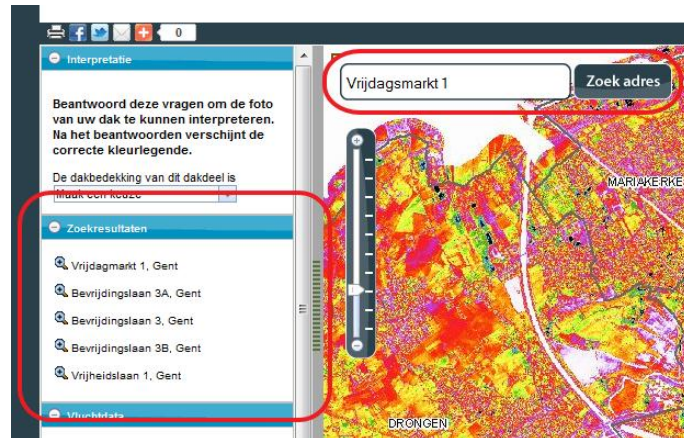 0
Interpretatie
Beantwoord deze vragen om de foto
van uw dak te kunnen interpreteren.
Na het beantwoorden verschijnt de
correcte kleurlegende.
De dakbedekking van dit dakdeel is
Maak een keuze
Zoekresultaten
Vrijdagmarkt 1, Gent
Bevrijdingslaan 3A, Gent
Bevrijdingslaan 3, Gent
Bevrijdingslaan 3B, Gent
Vrijheidslaan 1, Gent
Vluchtdata
Vrijdagsmarkt 1
Zoek adres
MARIAKERKE
DRONGEN